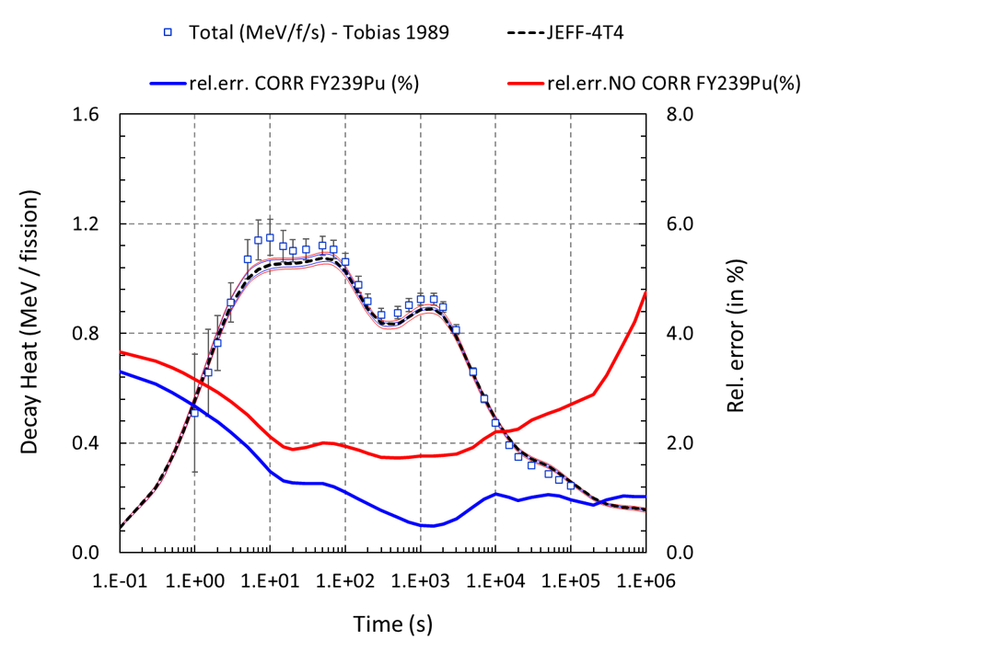 Total (MeV/f/s) - Tobias 1989
JEFF-4T4
rel.err. CORR FY239Pu (%)
rel.err.NO CORR FY239Pu(%)
1.6
1.2
0.8
0.4
0.0
8.0
6.0
4.0
2.0
0.0
Decay Heat (MeV / fission)
Rel. error (in %)
1.E-01 1.E+00 1.E+01 1.E+02 1.E+03 1.E+04 1.E+05 1.E+06
Time (s)